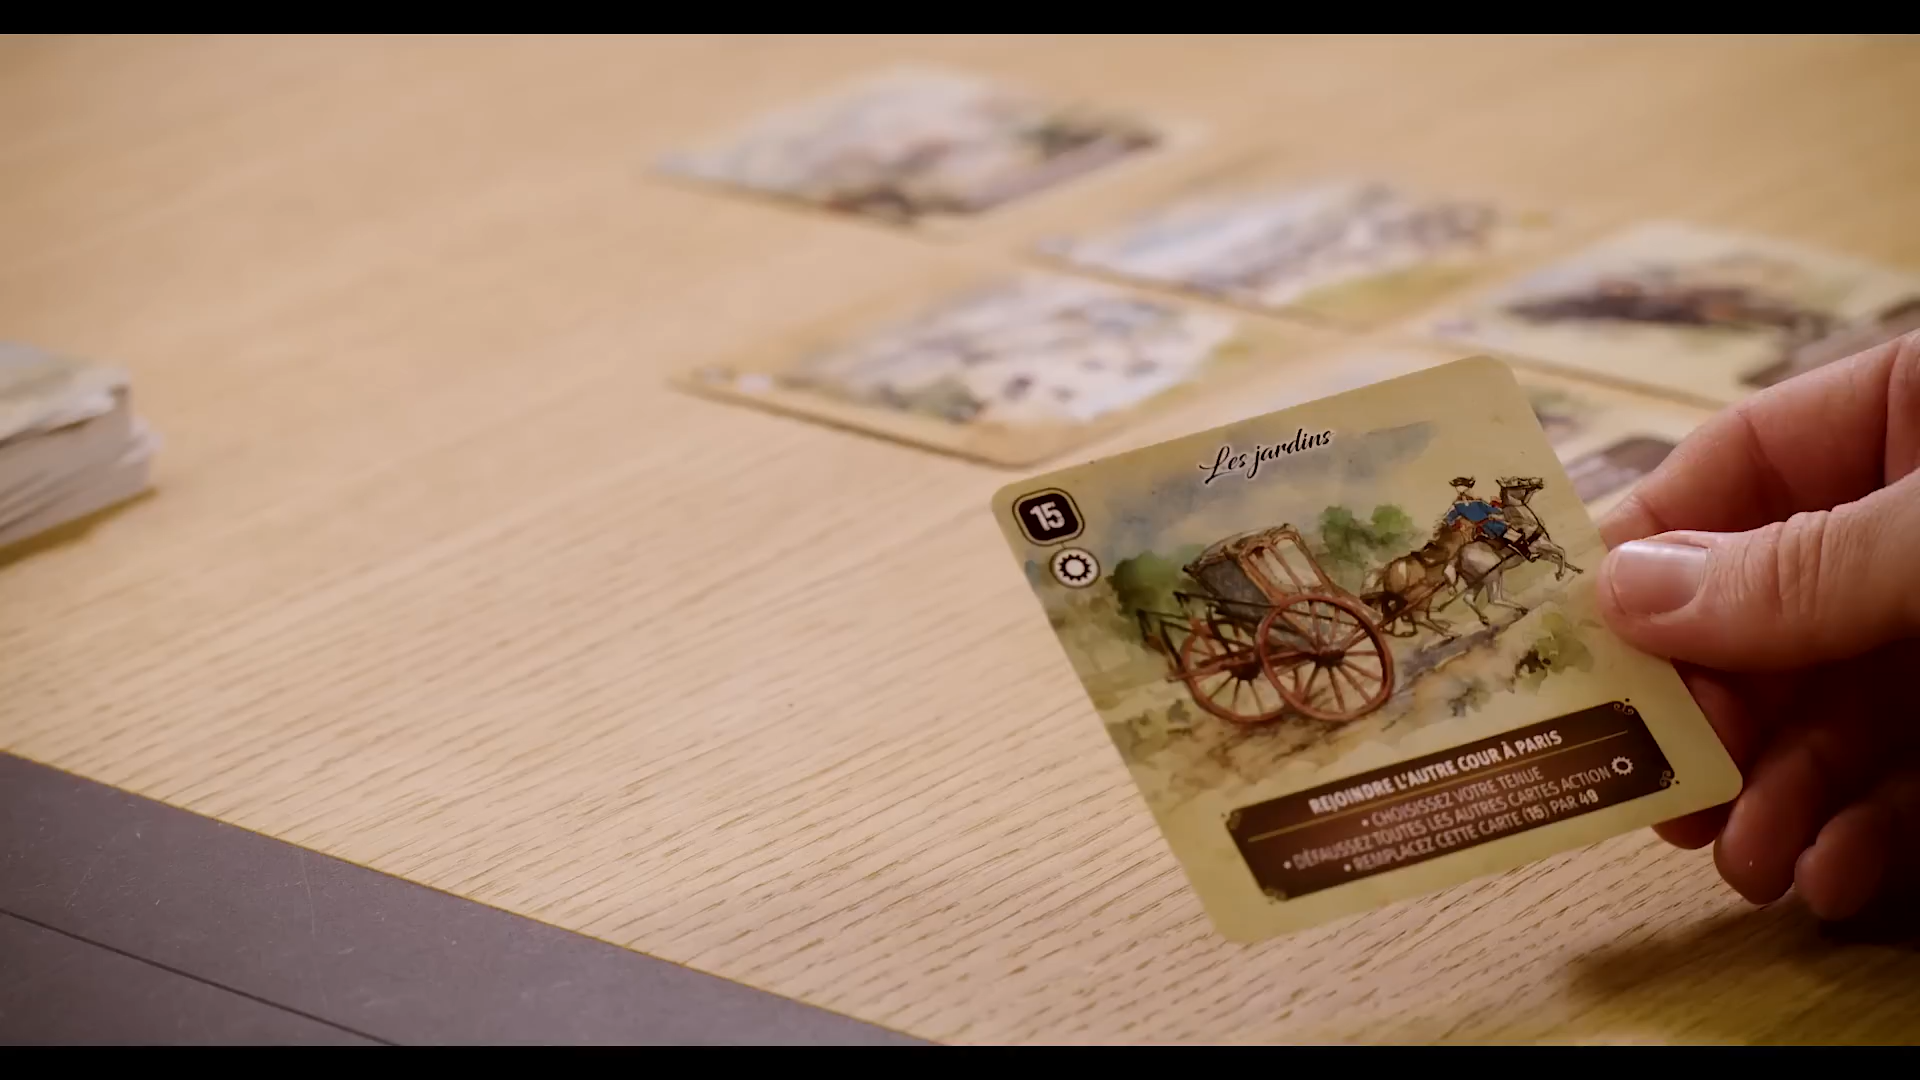 Les jardins
15
REJOINDRE L'AUTRE COUR À PARIS
• CHOISISSEZ VOTRE TENUE
• DÉFAUSSEZ TOUTES LES AUTRES CARTES ACTION
• REMPLACEZ CETTE CARTE (15) PAR 49